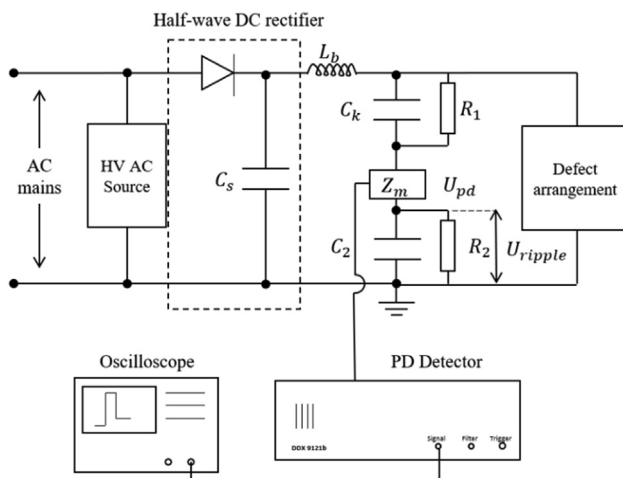 Half-wave DC rectifier
L_b
C_k
R_1
AC
mains
HV AC
Source
C_s
Z_m
U_pd
Defect
arrangement
C_2
R_2
U_ripple
Oscilloscope
PD Detector
DDX 9121b
Signal
Filter
Trigger